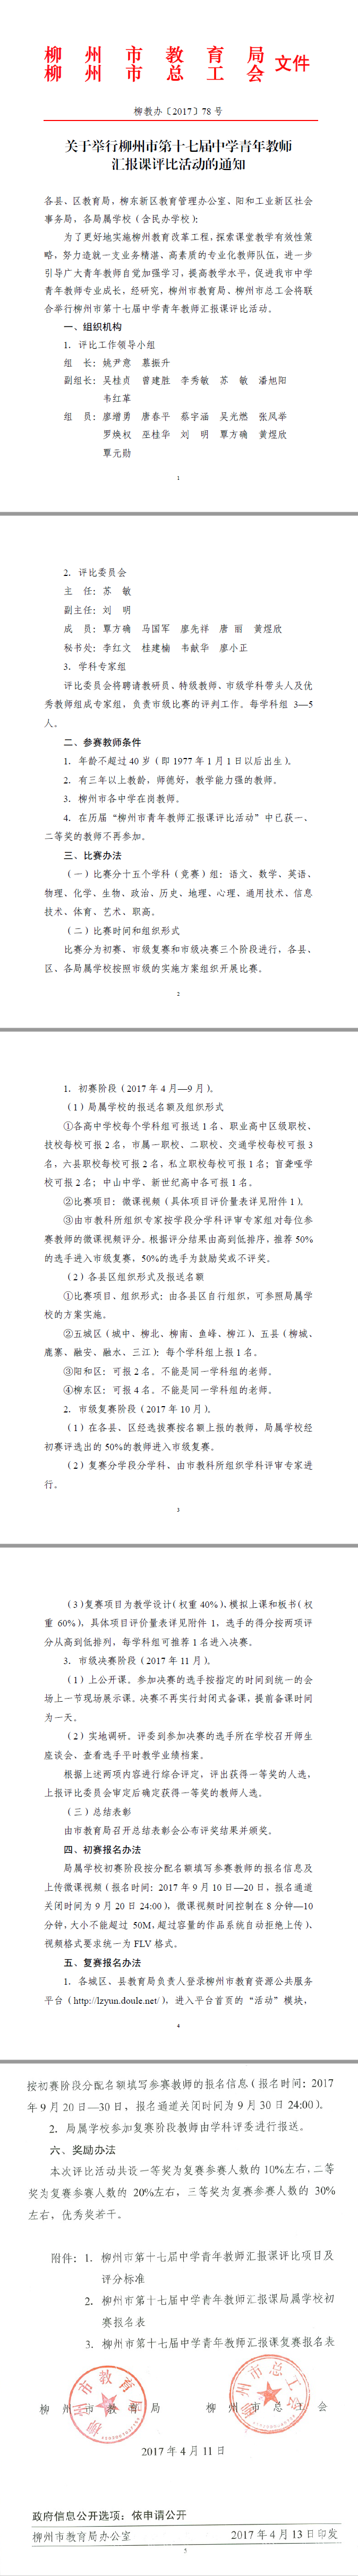 柳州市教育局
柳州市总工会
文件
柳教办〔2017〕78号
关于举行柳州市第十七届中学青年教师
汇报课评比活动的通知
各县、区教育局，柳东新区教育管理办公室、阳和工业新区社会
事务局，各局属学校（含民办学校）：
为了更好地实施柳州教育改革工程，探索课堂教学有效性策
略，努力造就一支业务精湛、高素质的专业化教师队伍，进一步
引导广大青年教师自觉加强学习，提高教学水平，促进我市中学
青年教师专业成长，经研究，柳州市教育局、柳州市总工会将联
合举行柳州市第十七届中学青年教师汇报课评比活动。
一、组织机构
1．评比工作领导小组
组　长：姚尹意　慕振升
副组长：吴桂贞　曾建胜　李秀敏　苏　敏　潘旭阳
韦红革
组　员：廖增勇　唐春平　蔡宇涵　吴光燃　张凤举
罗焕权　巫桂华　刘　明　覃方确　黄煜欣
覃元勋
1
2．评比委员会
主　任：苏　敏
副主任：刘　明
成　员：覃方确　马国军　廖先祥　唐　丽　黄煜欣
秘书处：李红文　桂建楠　韦献华　廖小正
3．学科专家组
评比委员会将聘请教研员、特级教师、市级学科带头人及优
秀教师组成专家组，负责市级比赛的评判工作。每学科组 3—5
人。
二、参赛教师条件
1．年龄不超过40岁（即1977年1月1日以后出生）。
2．有三年以上教龄，师德好，教学能力强的教师。
3．柳州市各中学在岗教师。
4．在历届“柳州市青年教师汇报课评比活动”中已获一、
二等奖的教师不再参加。
三、比赛办法
（一）比赛分十五个学科（竞赛）组：语文、数学、英语、
物理、化学、生物、政治、历史、地理、心理、通用技术、信息
技术、体育、艺术、职高。
（二）比赛时间和组织形式
比赛分为初赛、市级复赛和市级决赛三个阶段进行，各县、
区、各局属学校按照市级的实施方案组织开展比赛。
2
1．初赛阶段（2017年4月—9月）。
（1）局属学校的报送名额及组织形式
①各高中学校每个学科组可报送1名、职业高中区级职校、
技校每校可报2名，市属一职校、二职校、交通学校每校可报3
名，六县职校每校可报2名，私立职校每校可报1名；盲聋哑学
校可报2名；中山中学、新世纪高中各可报1名。
②比赛项目：微课视频（具体项目评价量表详见附件1）。
③由市教科所组织专家按学段分学科评审专家组对每位参
赛教师的微课视频评分。根据评分结果由高到低排序，推荐50%
的选手进入市级复赛，50%的选手为鼓励奖或不评奖。
（2）各县区组织形式及报送名额
①比赛项目、组织形式：由各县区自行组织，可参照局属学
校的方案实施。
②五城区（城中、柳北、柳南、鱼峰、柳江）、五县（柳城、
鹿寨、融安、融水、三江）：每个学科组上报1名。
③阳和区：可报2名。不能是同一学科组的老师。
④柳东区：可报4名。不能是同一学科组的老师。
2．市级复赛阶段（2017年10月）。
（1）在各县、区经选拔赛按名额上报的教师，局属学校经
初赛评选出的50%的教师进入市级复赛。
（2）复赛分学段分学科、由市教科所组织学科评审专家进
行。
3
（3）复赛项目为教学设计（权重40%）、模拟上课和板书（权
重 60%），具体项目评价量表详见附件1，选手的得分按两项评
分从高到低排列，每学科组可推荐1名进入决赛。
3．市级决赛阶段（2017年11月）。
（1）上公开课。参加决赛的选手按指定的时间到统一的会
场上一节现场展示课。决赛不再实行封闭式备课，提前备课时间
为一天。
（2）实地调研。评委到参加决赛的选手所在学校召开师生
座谈会、查看选手平时教学业绩档案。
根据上述两项内容进行综合评定，评出获得一等奖的人选，
上报评比委员会审定后确定获得一等奖的教师人选。
（三）总结表彰
由市教育局召开总结表彰会公布评奖结果并颁奖。
四、初赛报名办法
局属学校初赛阶段按分配名额填写参赛教师的报名信息及
上传微课视频（报名时间：2017年9月10日—20日，报名通道
关闭时间为9月20日24:00），微课视频时间控制在8分钟—10
分钟，大小不能超过 50M，超过容量的作品系统自动拒绝上传），
视频格式要求统一为FLV格式。
五、复赛报名办法
1．各城区、县教育局负责人登录柳州市教育资源公共服务
平台（http://lzyun.doule.net/），进入平台首页的“活动”模块，
4
按初赛阶段分配名额填写参赛教师的报名信息（报名时间：2017
年9月20日—30日，报名通道关闭时间为9月30日24:00）。
2．局属学校参加复赛阶段教师由学科评委进行报送。
六、奖励办法
本次评比活动共设一等奖为复赛参赛人数的10%左右，二等
奖为复赛参赛人数的 20%左右，三等奖为复赛参赛人数的 30%
左右，优秀奖若干。
附件：1．柳州市第十七届中学青年教师汇报课评比项目及
评分标准
2．柳州市第十七届中学青年教师汇报课局属学校初
赛报名表
3．柳州市第十七届中学青年教师汇报课复赛报名表
柳州市教育局　　柳州市总工会
2017年4月11日
政府信息公开选项：依申请公开
柳州市教育局办公室　　2017年4月13日印发
5